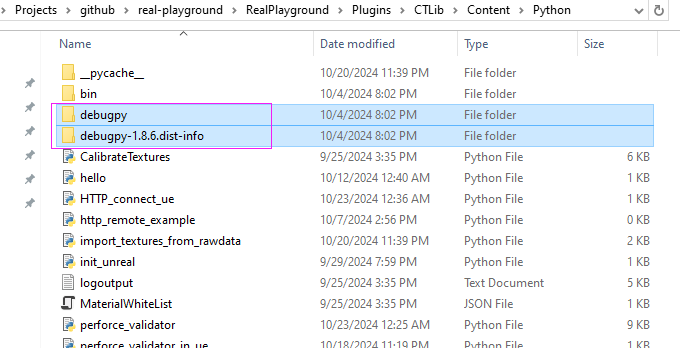 Projects > github > real-playground > RealPlayground > Plugins > CTLib > Content > Python
Name Date modified Type Size
__pycache__ 10/20/2024 11:39 PM File folder
bin 10/4/2024 8:02 PM File folder
debugpy 10/4/2024 8:02 PM File folder
debugpy-1.8.6.dist-info 10/4/2024 8:02 PM File folder
CalibrateTextures 9/25/2024 3:35 PM Python File 6 KB
hello 10/12/2024 12:40 AM Python File 1 KB
HTTP_connect_ue 10/23/2024 12:36 AM Python File 1 KB
http_remote_example 10/7/2024 2:56 PM Python File 0 KB
import_textures_from_rawdata 10/20/2024 11:39 PM Python File 2 KB
init_unreal 9/29/2024 7:59 PM Python File 1 KB
logoutput 9/25/2024 3:35 PM Text Document 5 KB
MaterialWhiteList 9/25/2024 3:35 PM JSON File 1 KB
perforce_validator 10/23/2024 12:25 AM Python File 9 KB
perforce_validator_in_ue 10/18/2024 11:19 PM Python File 1 KB